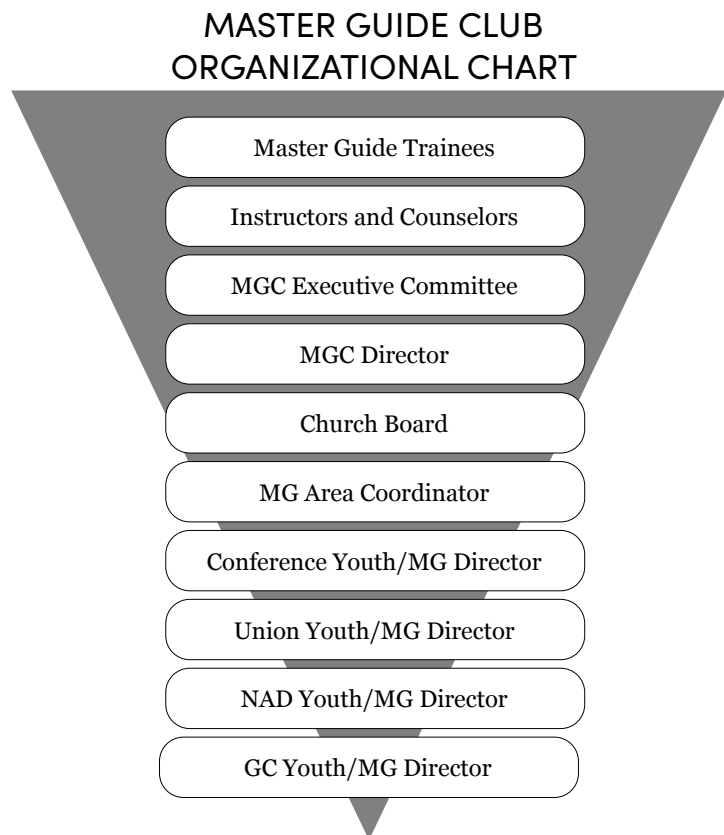 MASTER GUIDE CLUB
ORGANIZATIONAL CHART
Master Guide Trainees
Instructors and Counselors
MGC Executive Committee
MGC Director
Church Board
MG Area Coordinator
Conference Youth/MG Director
Union Youth/MG Director
NAD Youth/MG Director
GC Youth/MG Director